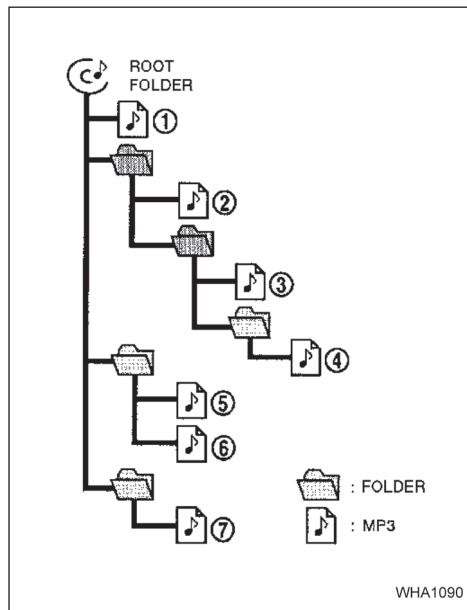 ROOT
FOLDER
①
②
③
④
⑤
⑥
⑦
: FOLDER
: MP3
WHA1090